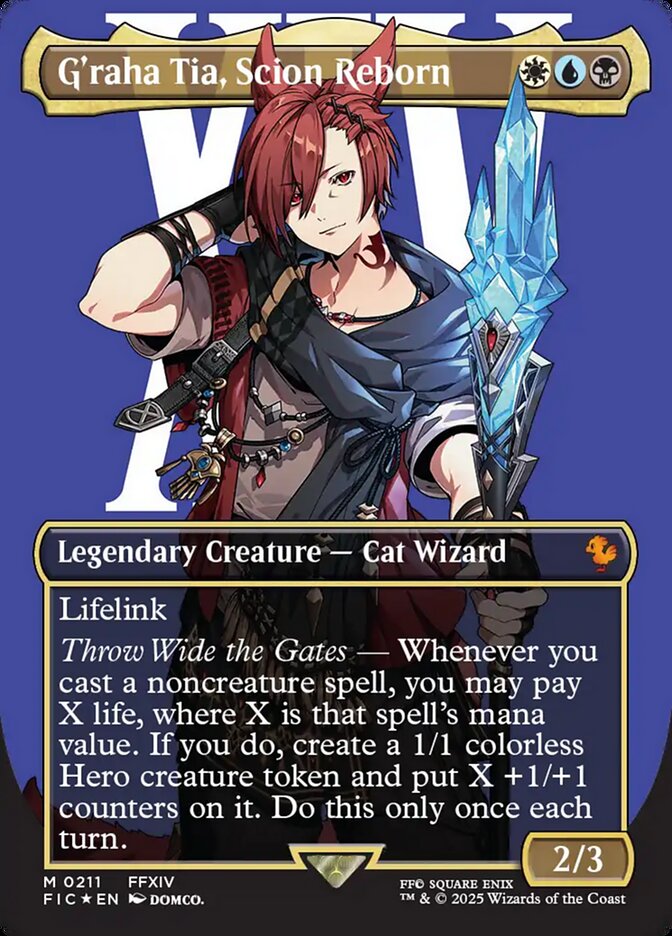 G'raha Tia, Scion Reborn
XIV
Legendary Creature — Cat Wizard
Lifelink
Throw Wide the Gates — Whenever you
cast a noncreature spell, you may pay
X life, where X is that spell's mana
value. If you do, create a 1/1 colorless
Hero creature token and put X +1/+1
counters on it. Do this only once each
turn.
2/3
M 0211 FFXIV
FIC★EN DOMCO.
FF© SQUARE ENIX
™ & © 2025 Wizards of the Coast